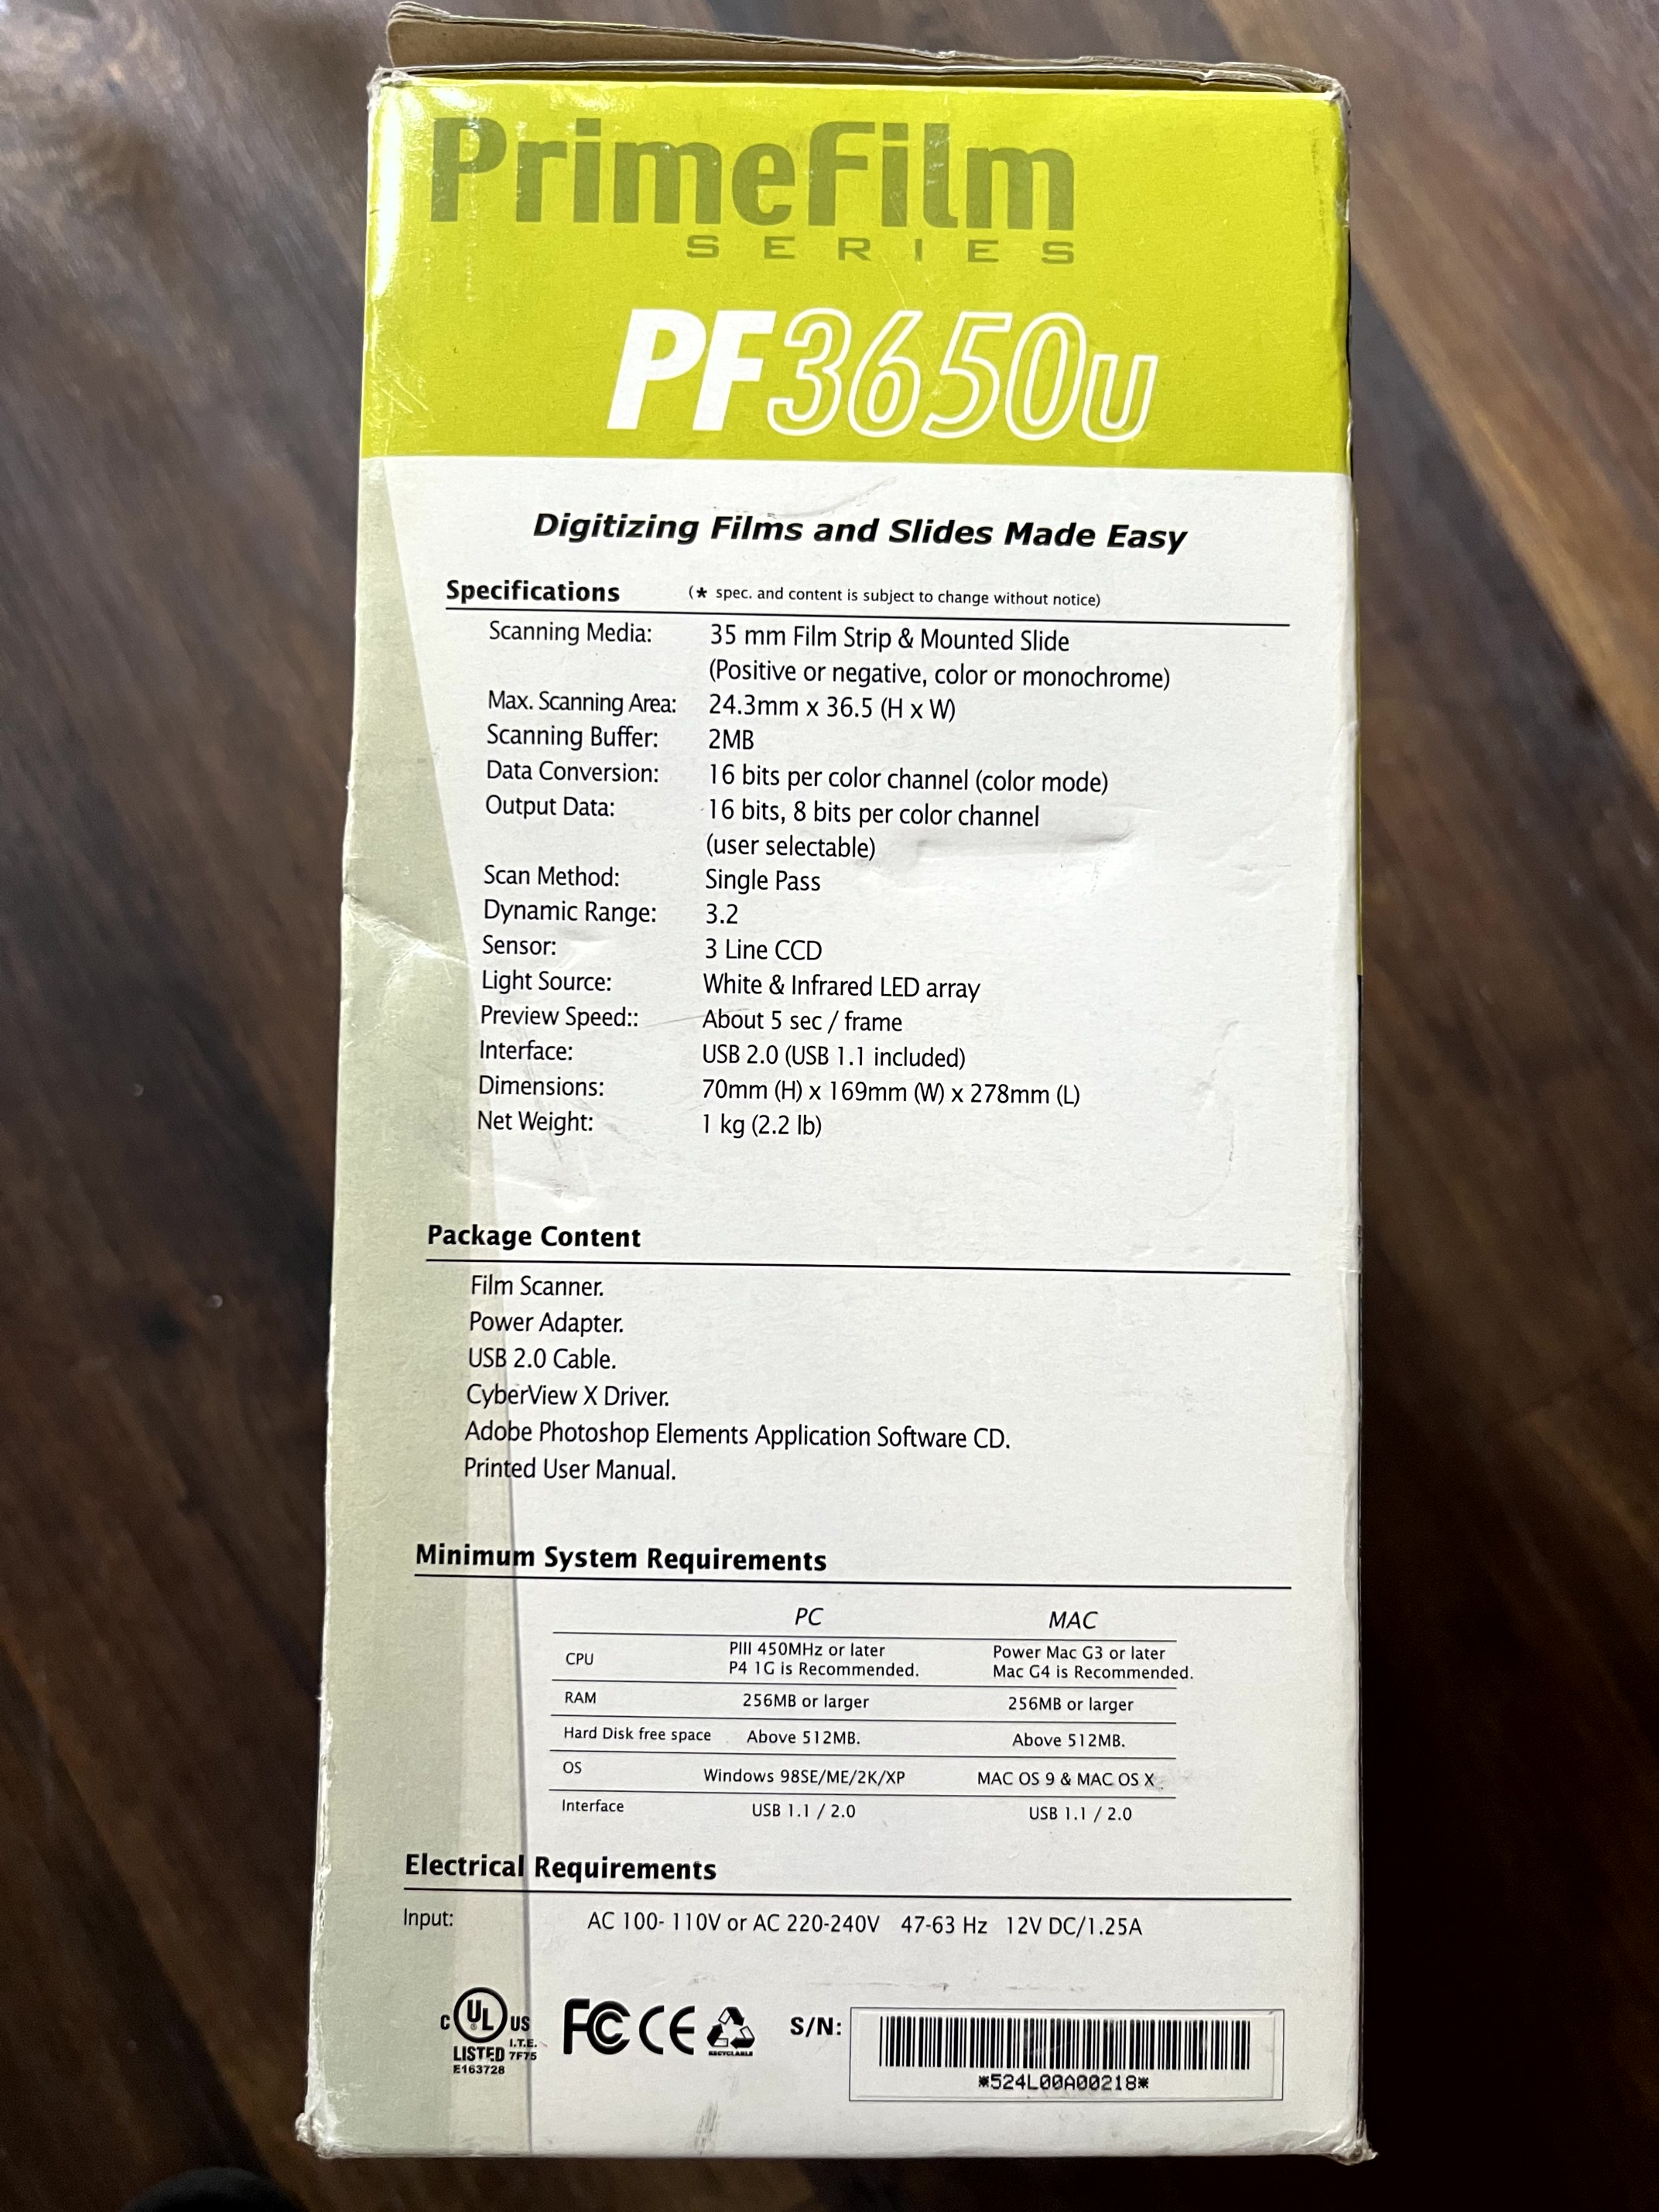 PrimeFilm
SERIES
PF3650u
Digitizing Films and Slides Made Easy
Specifications (* spec. and content is subject to change without notice)
Scanning Media: 35 mm Film Strip & Mounted Slide
(Positive or negative, color or monochrome)
Max. Scanning Area: 24.3mm x 36.5 (H x W)
Scanning Buffer: 2MB
Data Conversion: 16 bits per color channel (color mode)
Output Data: 16 bits, 8 bits per color channel
(user selectable)
Scan Method: Single Pass
Dynamic Range: 3.2
Sensor: 3 Line CCD
Light Source: White & Infrared LED array
Preview Speed:: About 5 sec / frame
Interface: USB 2.0 (USB 1.1 included)
Dimensions: 70mm (H) x 169mm (W) x 278mm (L)
Net Weight: 1 kg (2.2 lb)
Package Content
Film Scanner.
Power Adapter.
USB 2.0 Cable.
CyberView X Driver.
Adobe Photoshop Elements Application Software CD.
Printed User Manual.
Minimum System Requirements
PC MAC
CPU PIII 450MHz or later Power Mac G3 or later
P4 1G is Recommended. Mac G4 is Recommended.
RAM 256MB or larger 256MB or larger
Hard Disk free space Above 512MB. Above 512MB.
OS Windows 98SE/ME/2K/XP MAC OS 9 & MAC OS X
Interface USB 1.1 / 2.0 USB 1.1 / 2.0
Electrical Requirements
Input: AC 100- 110V or AC 220-240V 47-63 Hz 12V DC/1.25A
C UL ® US
I.T.E.
LISTED 7F75
E163728
FC CE
RECYCLABLE
S/N:
*524L00A00218*